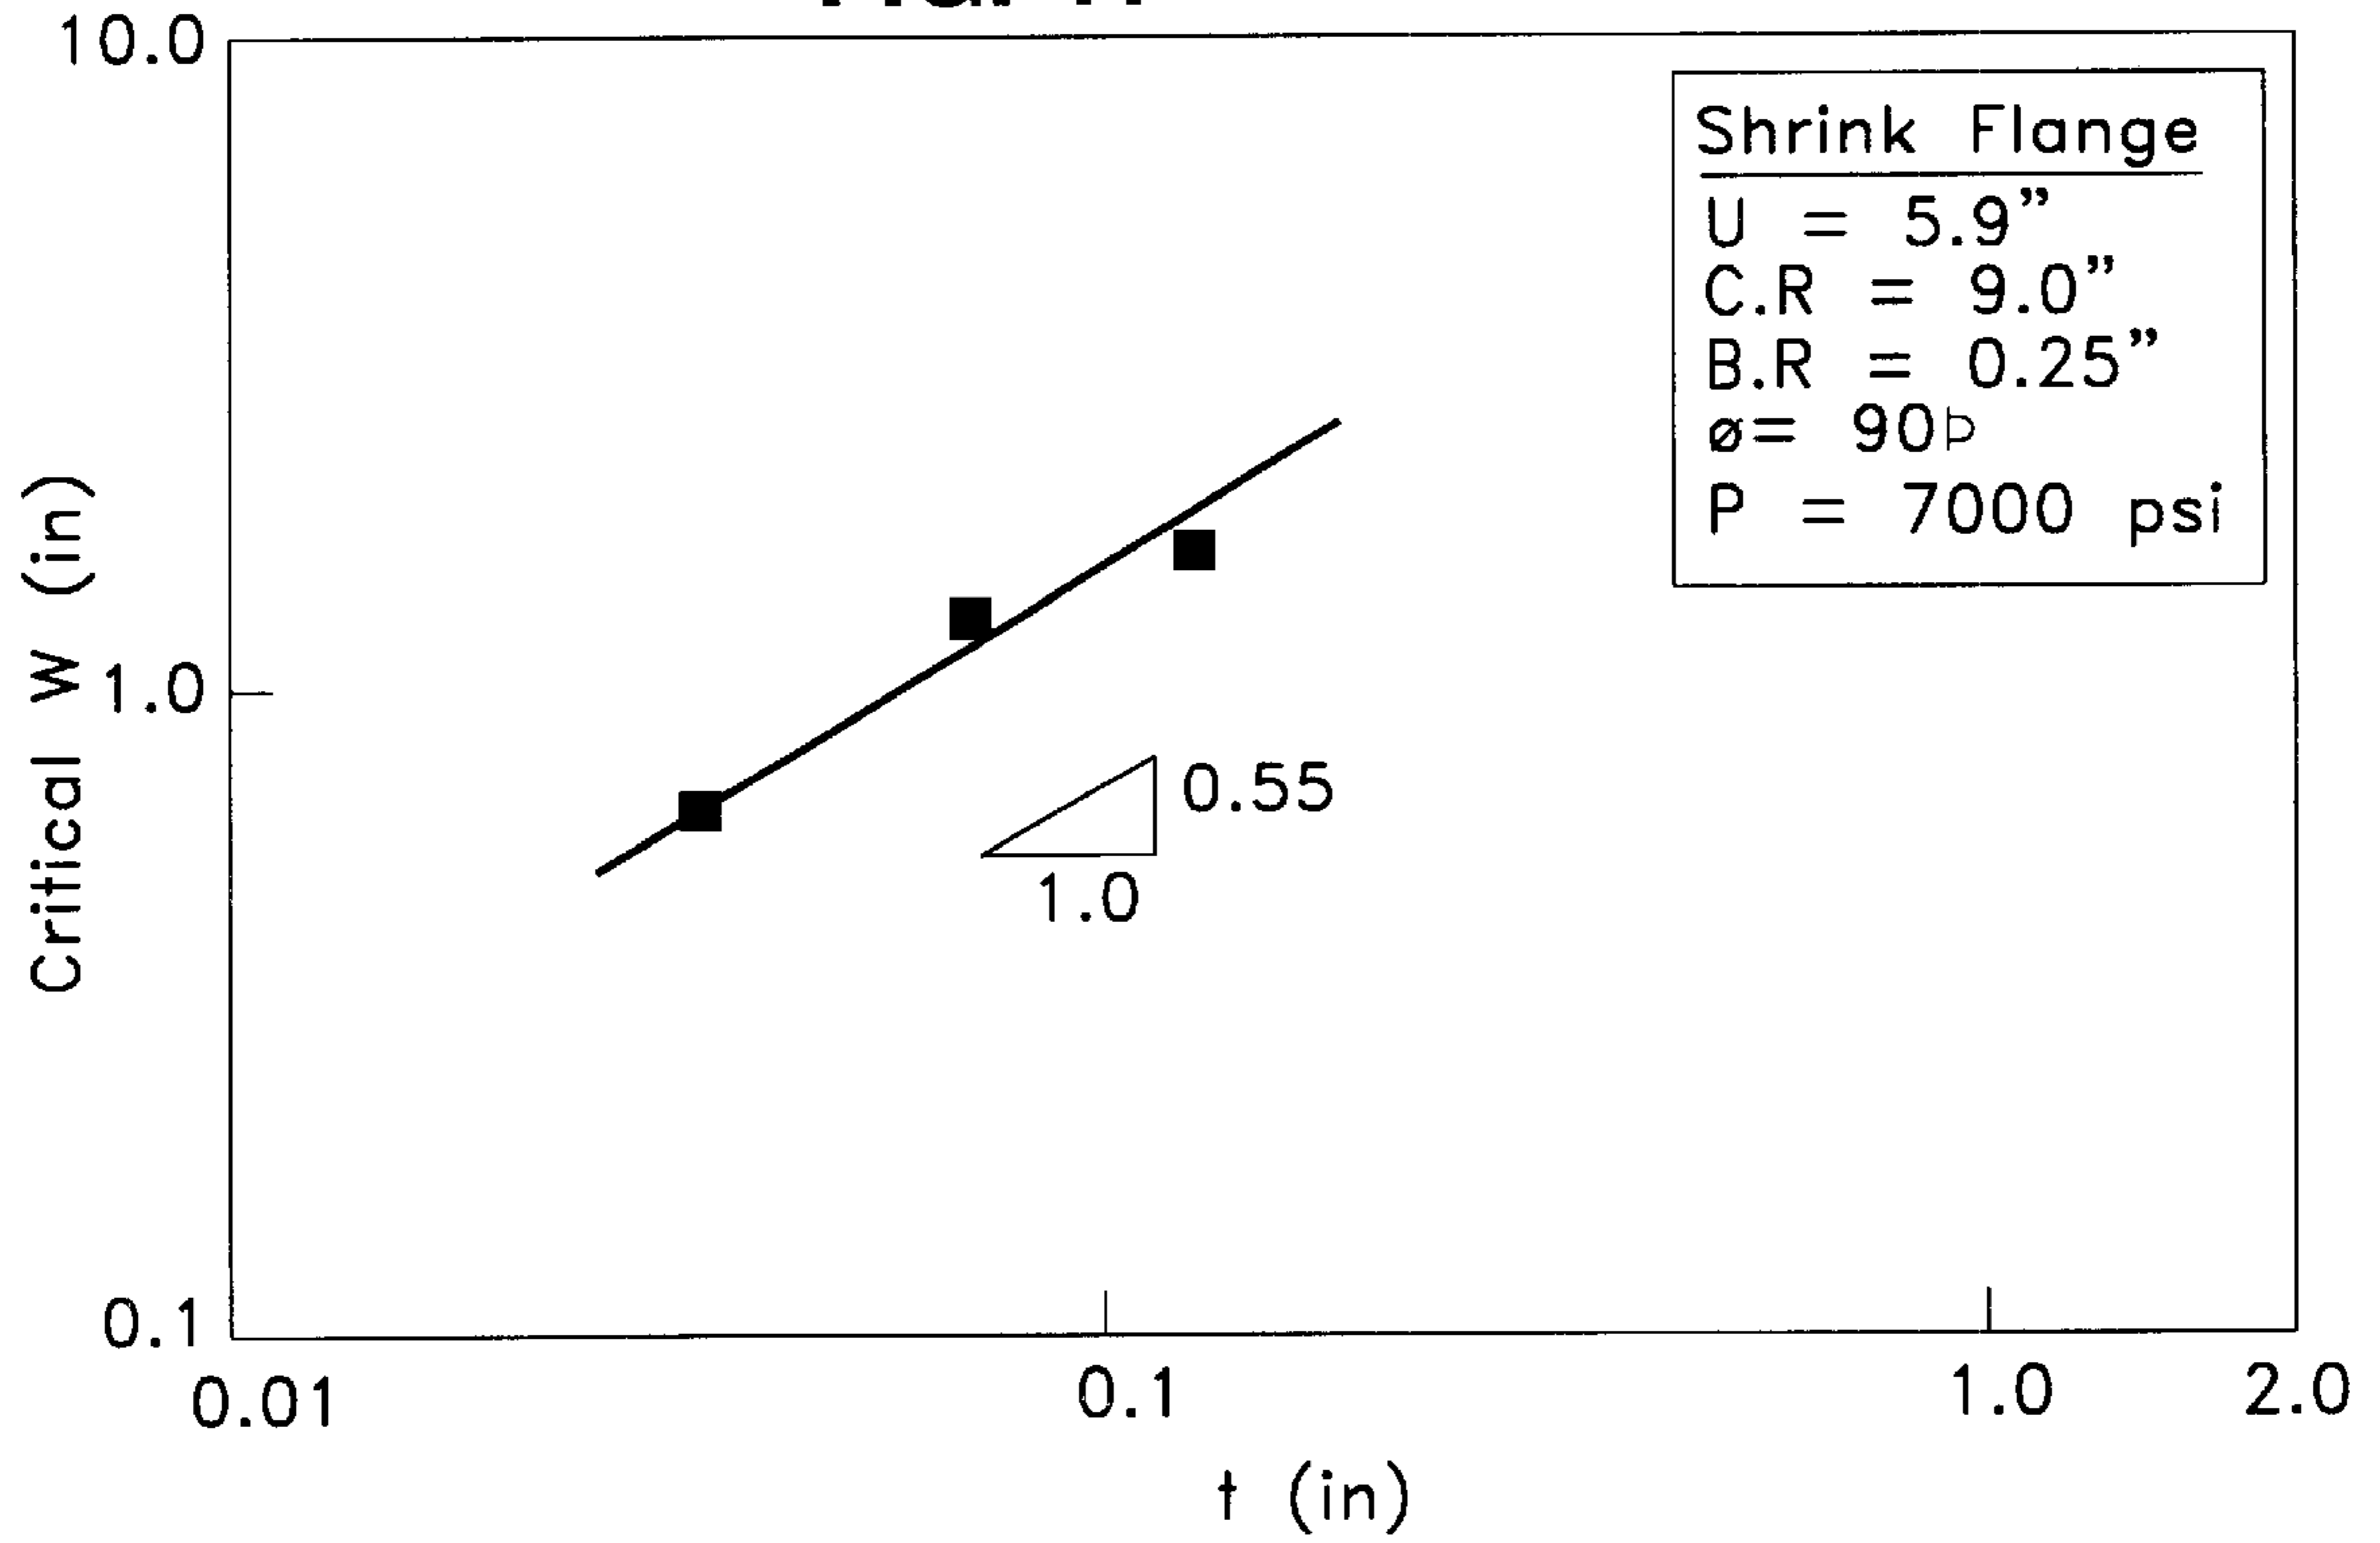 10.0
Shrink Flange
U = 5.9”
C.R = 9.0”
B.R = 0.25”
ø= 90Þ
P = 7000 psi
Critical W (in)
1.0
0.55
1.0
0.1
0.01
0.1
1.0
2.0
t (in)